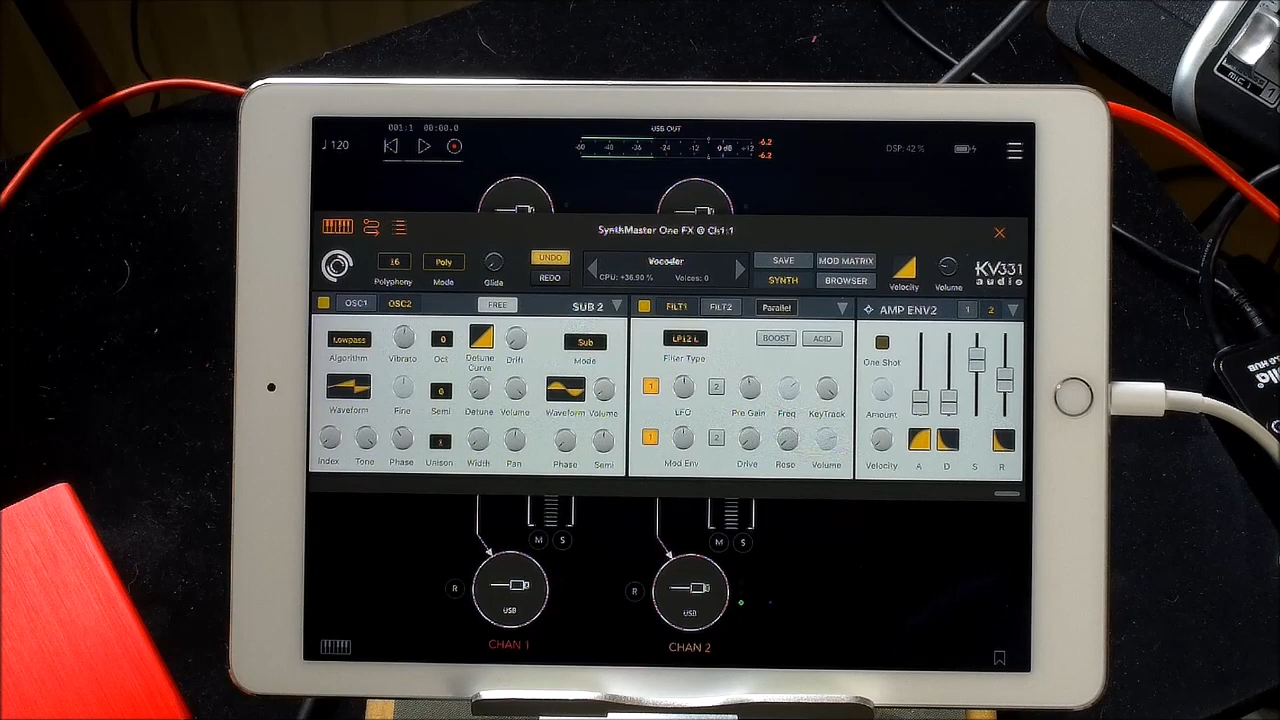 ♩120
001:1 00:00.0
USB OUT
-60 -48 -36 -24 -12 0 dB +12
-6.2
-6.2
DSP: 42 %
SynthMaster One FX @ Ch1:1
16
Polyphony
Poly
Mode
Glide
UNDO
REDO
Vocoder
CPU: +36.90 % Voices: 0
SAVE
MOD MATRIX
SYNTH
BROWSER
Velocity
Volume
KV331
audio
OSC1
OSC2
FREE
SUB 2
FILT1
FILT2
Parallel
AMP ENV2
1
2
Lowpass
Algorithm
Vibrato
0
Oct
Detune
Curve
Drift
Sub
Mode
Waveform
Fine
0
Semi
Detune
Volume
Waveform
Volume
Index
Tone
Phase
1
Unison
Width
Pan
Phase
Semi
LP12 L
Filter Type
BOOST
ACID
1
LFO
2
Pre Gain
Freq
KeyTrack
1
Mod Env
2
Drive
Reso
Volume
One Shot
Amount
Velocity
A
D
S
R
M
S
M
S
R
USB
R
USB
CHAN 1
CHAN 2
MIC 1